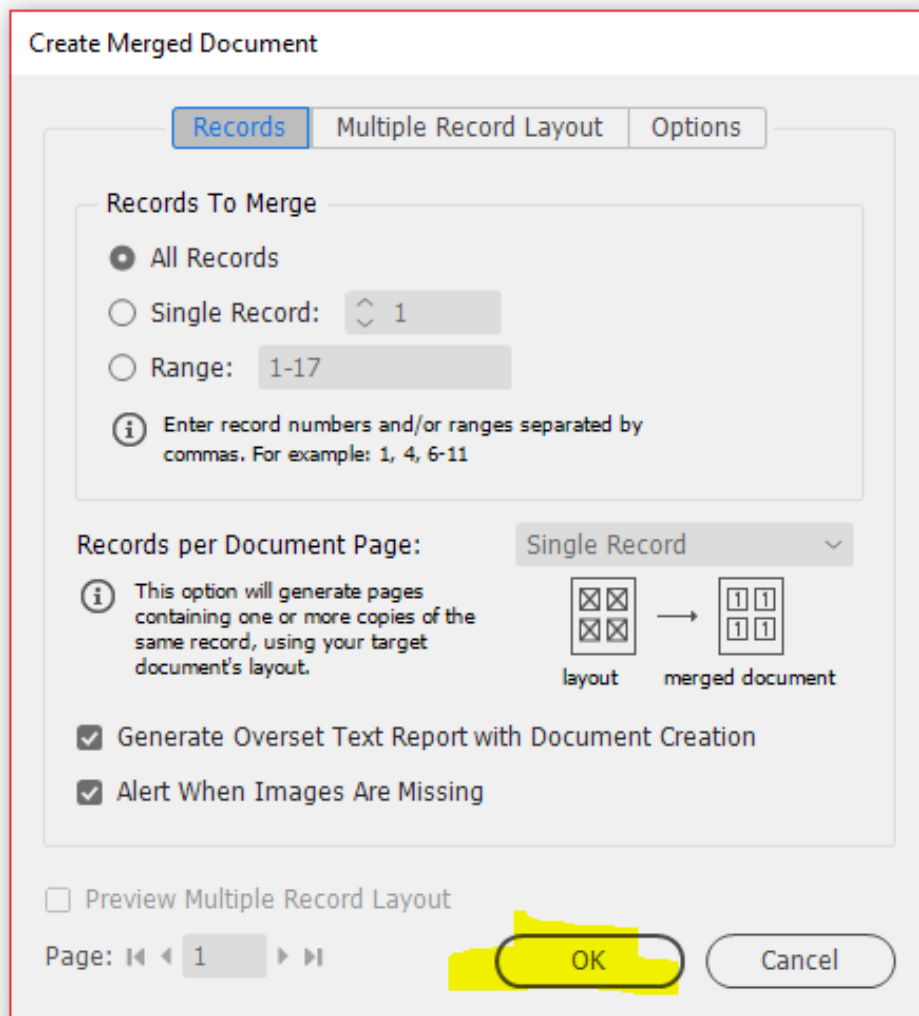 Create Merged Document
Records Multiple Record Layout Options
Records To Merge
All Records
Single Record: 1
Range: 1-17
Enter record numbers and/or ranges separated by
commas. For example: 1, 4, 6-11
Records per Document Page: Single Record
This option will generate pages
containing one or more copies of the
same record, using your target
document's layout.
1 1
1 1
layout merged document
Generate Overset Text Report with Document Creation
Alert When Images Are Missing
Preview Multiple Record Layout
Page: 1
OK Cancel